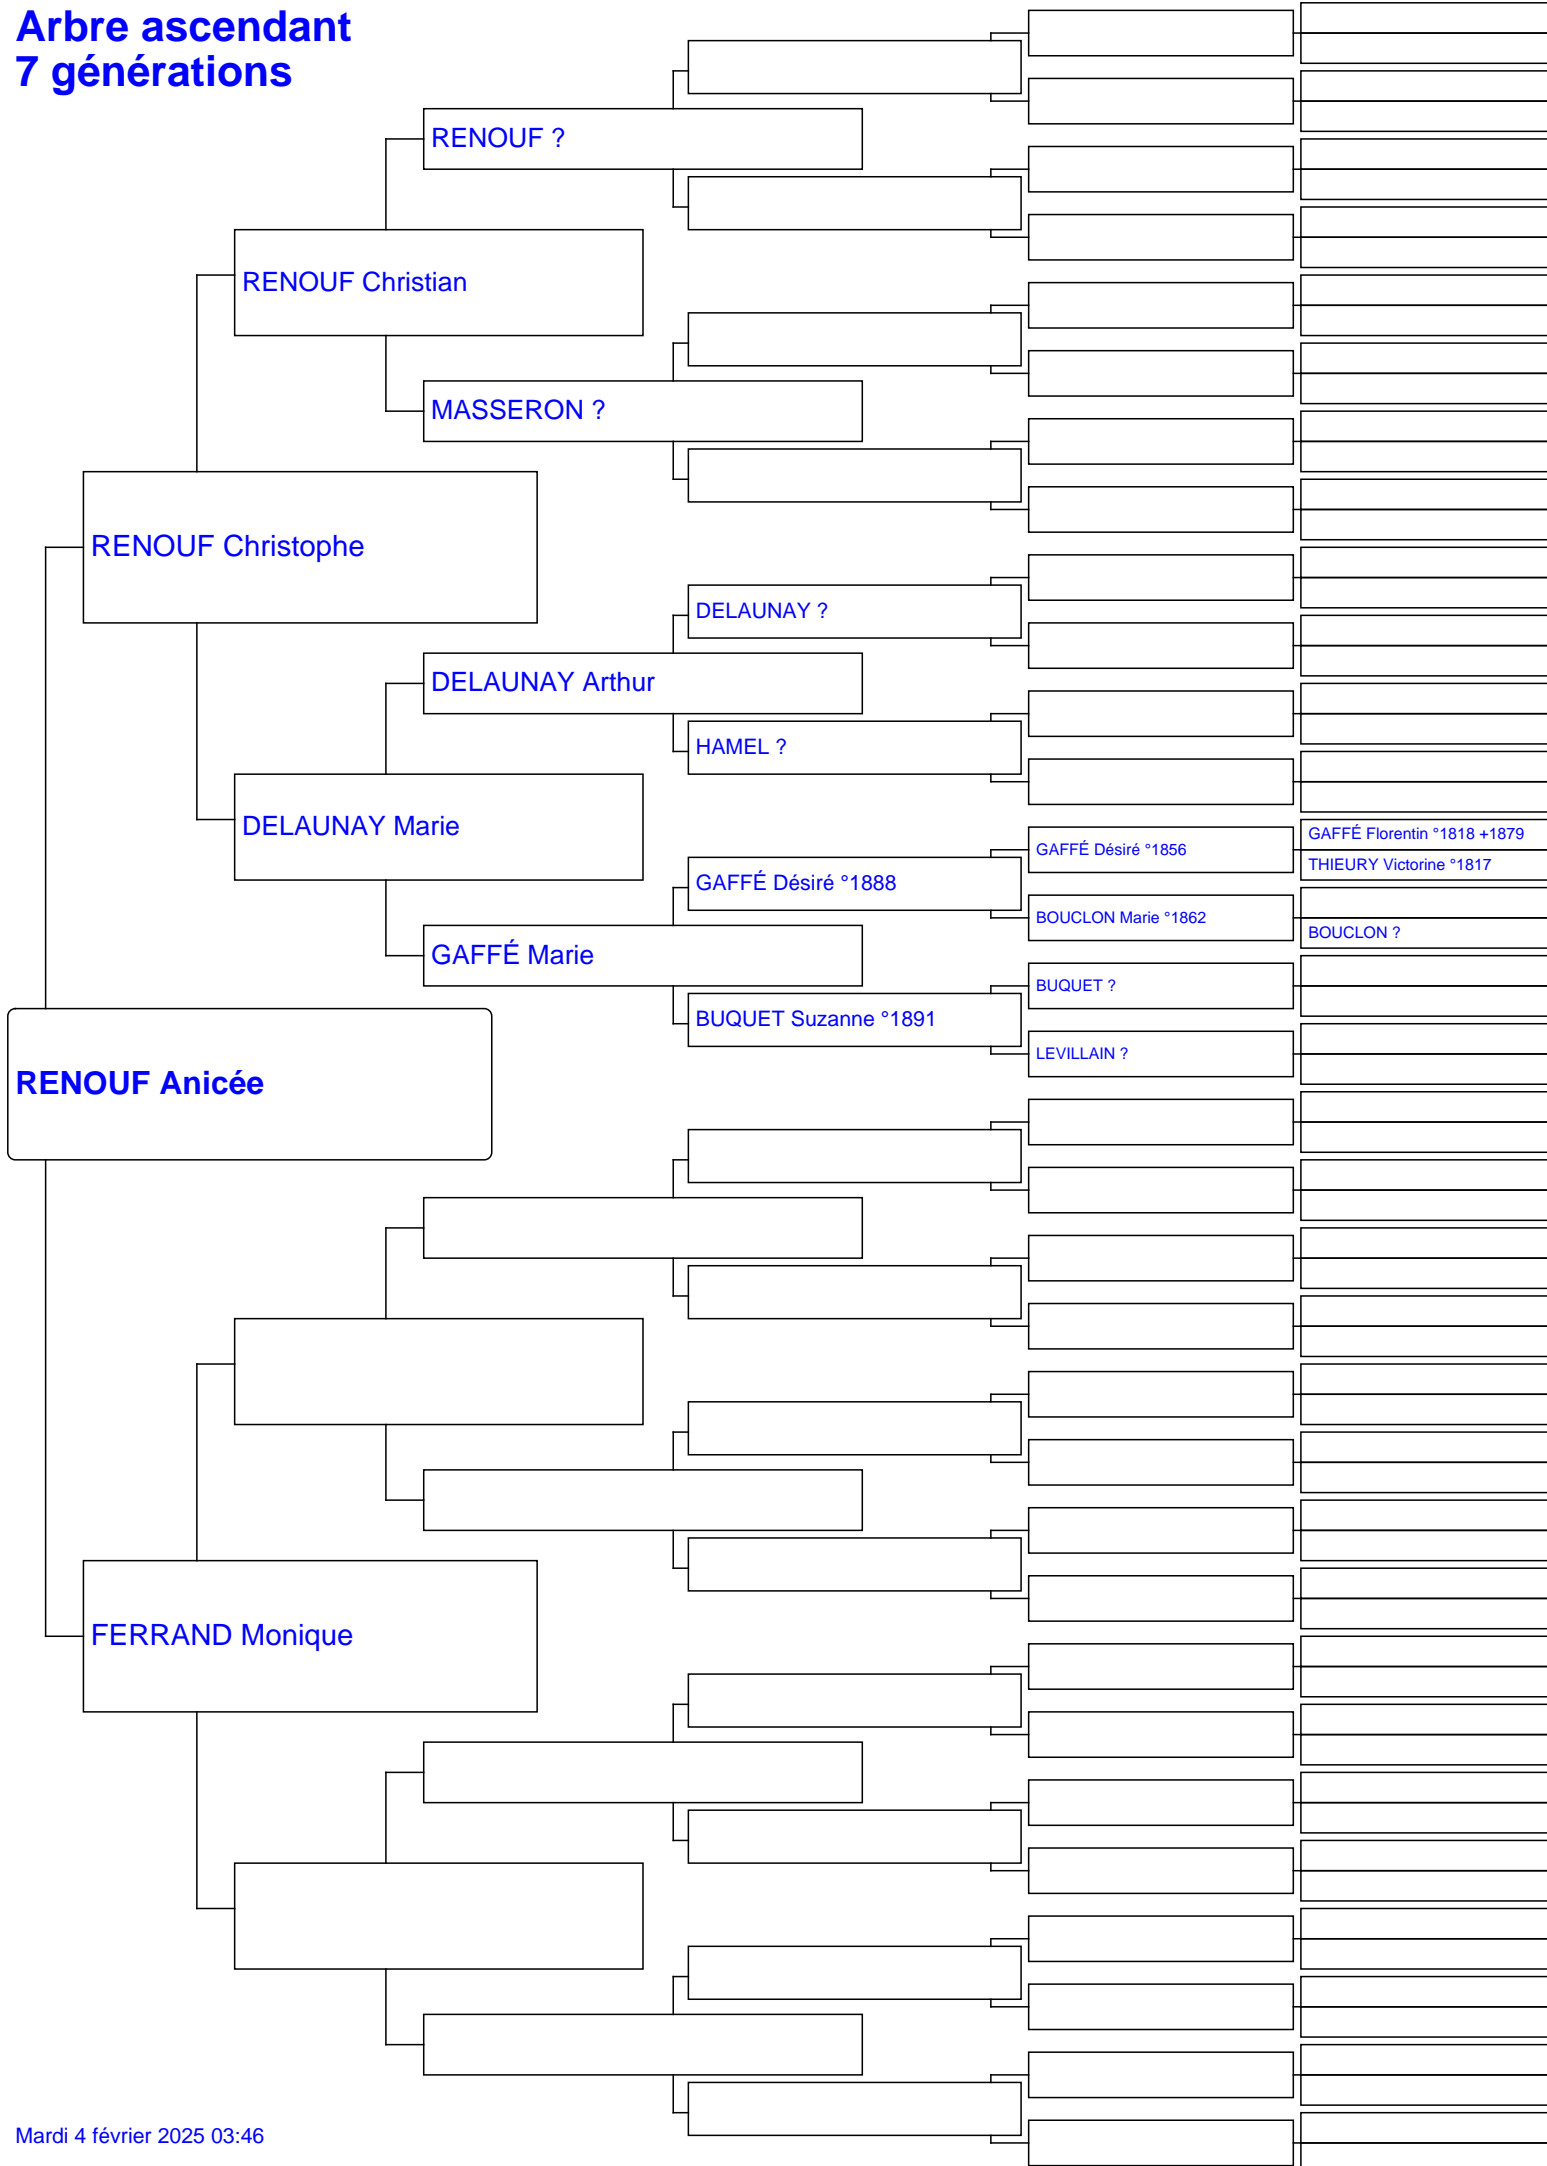 Arbre ascendant
7 générations
RENOUF ?
RENOUF Christian
MASSERON ?
RENOUF Christophe
DELAUNAY ?
DELAUNAY Arthur
HAMEL ?
DELAUNAY Marie
GAFFÉ Florentin °1818 +1879
GAFFÉ Désiré °1856
THIEURY Victorine °1817
GAFFÉ Désiré °1888
BOUCLON Marie °1862
BOUCLON ?
GAFFÉ Marie
BUQUET ?
BUQUET Suzanne °1891
LEVILLAIN ?
RENOUF Anicée
FERRAND Monique
Mardi 4 février 2025 03:46